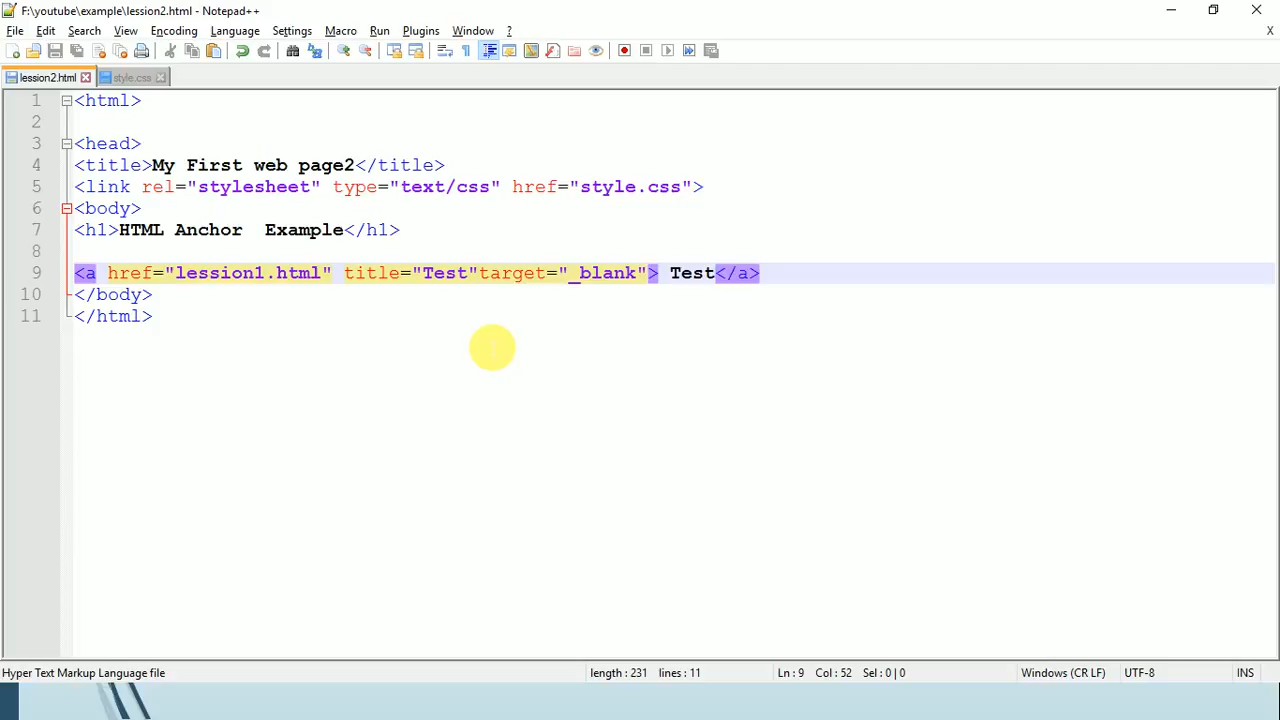 F:\youtube\example\lession2.html - Notepad++
File Edit Search View Encoding Language Settings Macro Run Plugins Window ? X
lession2.html style.css
1 <html>
2
3 <head>
4 <title>My First web page2</title>
5 <link rel="stylesheet" type="text/css" href="style.css">
6 <body>
7 <h1>HTML Anchor  Example</h1>
8
9 <a href="lession1.html" title="Test"target="_blank"> Test</a>
10 </body>
11 </html>
Hyper Text Markup Language file length : 231 lines : 11 Ln : 9 Col : 52 Sel : 0 | 0 Windows (CR LF) UTF-8 INS